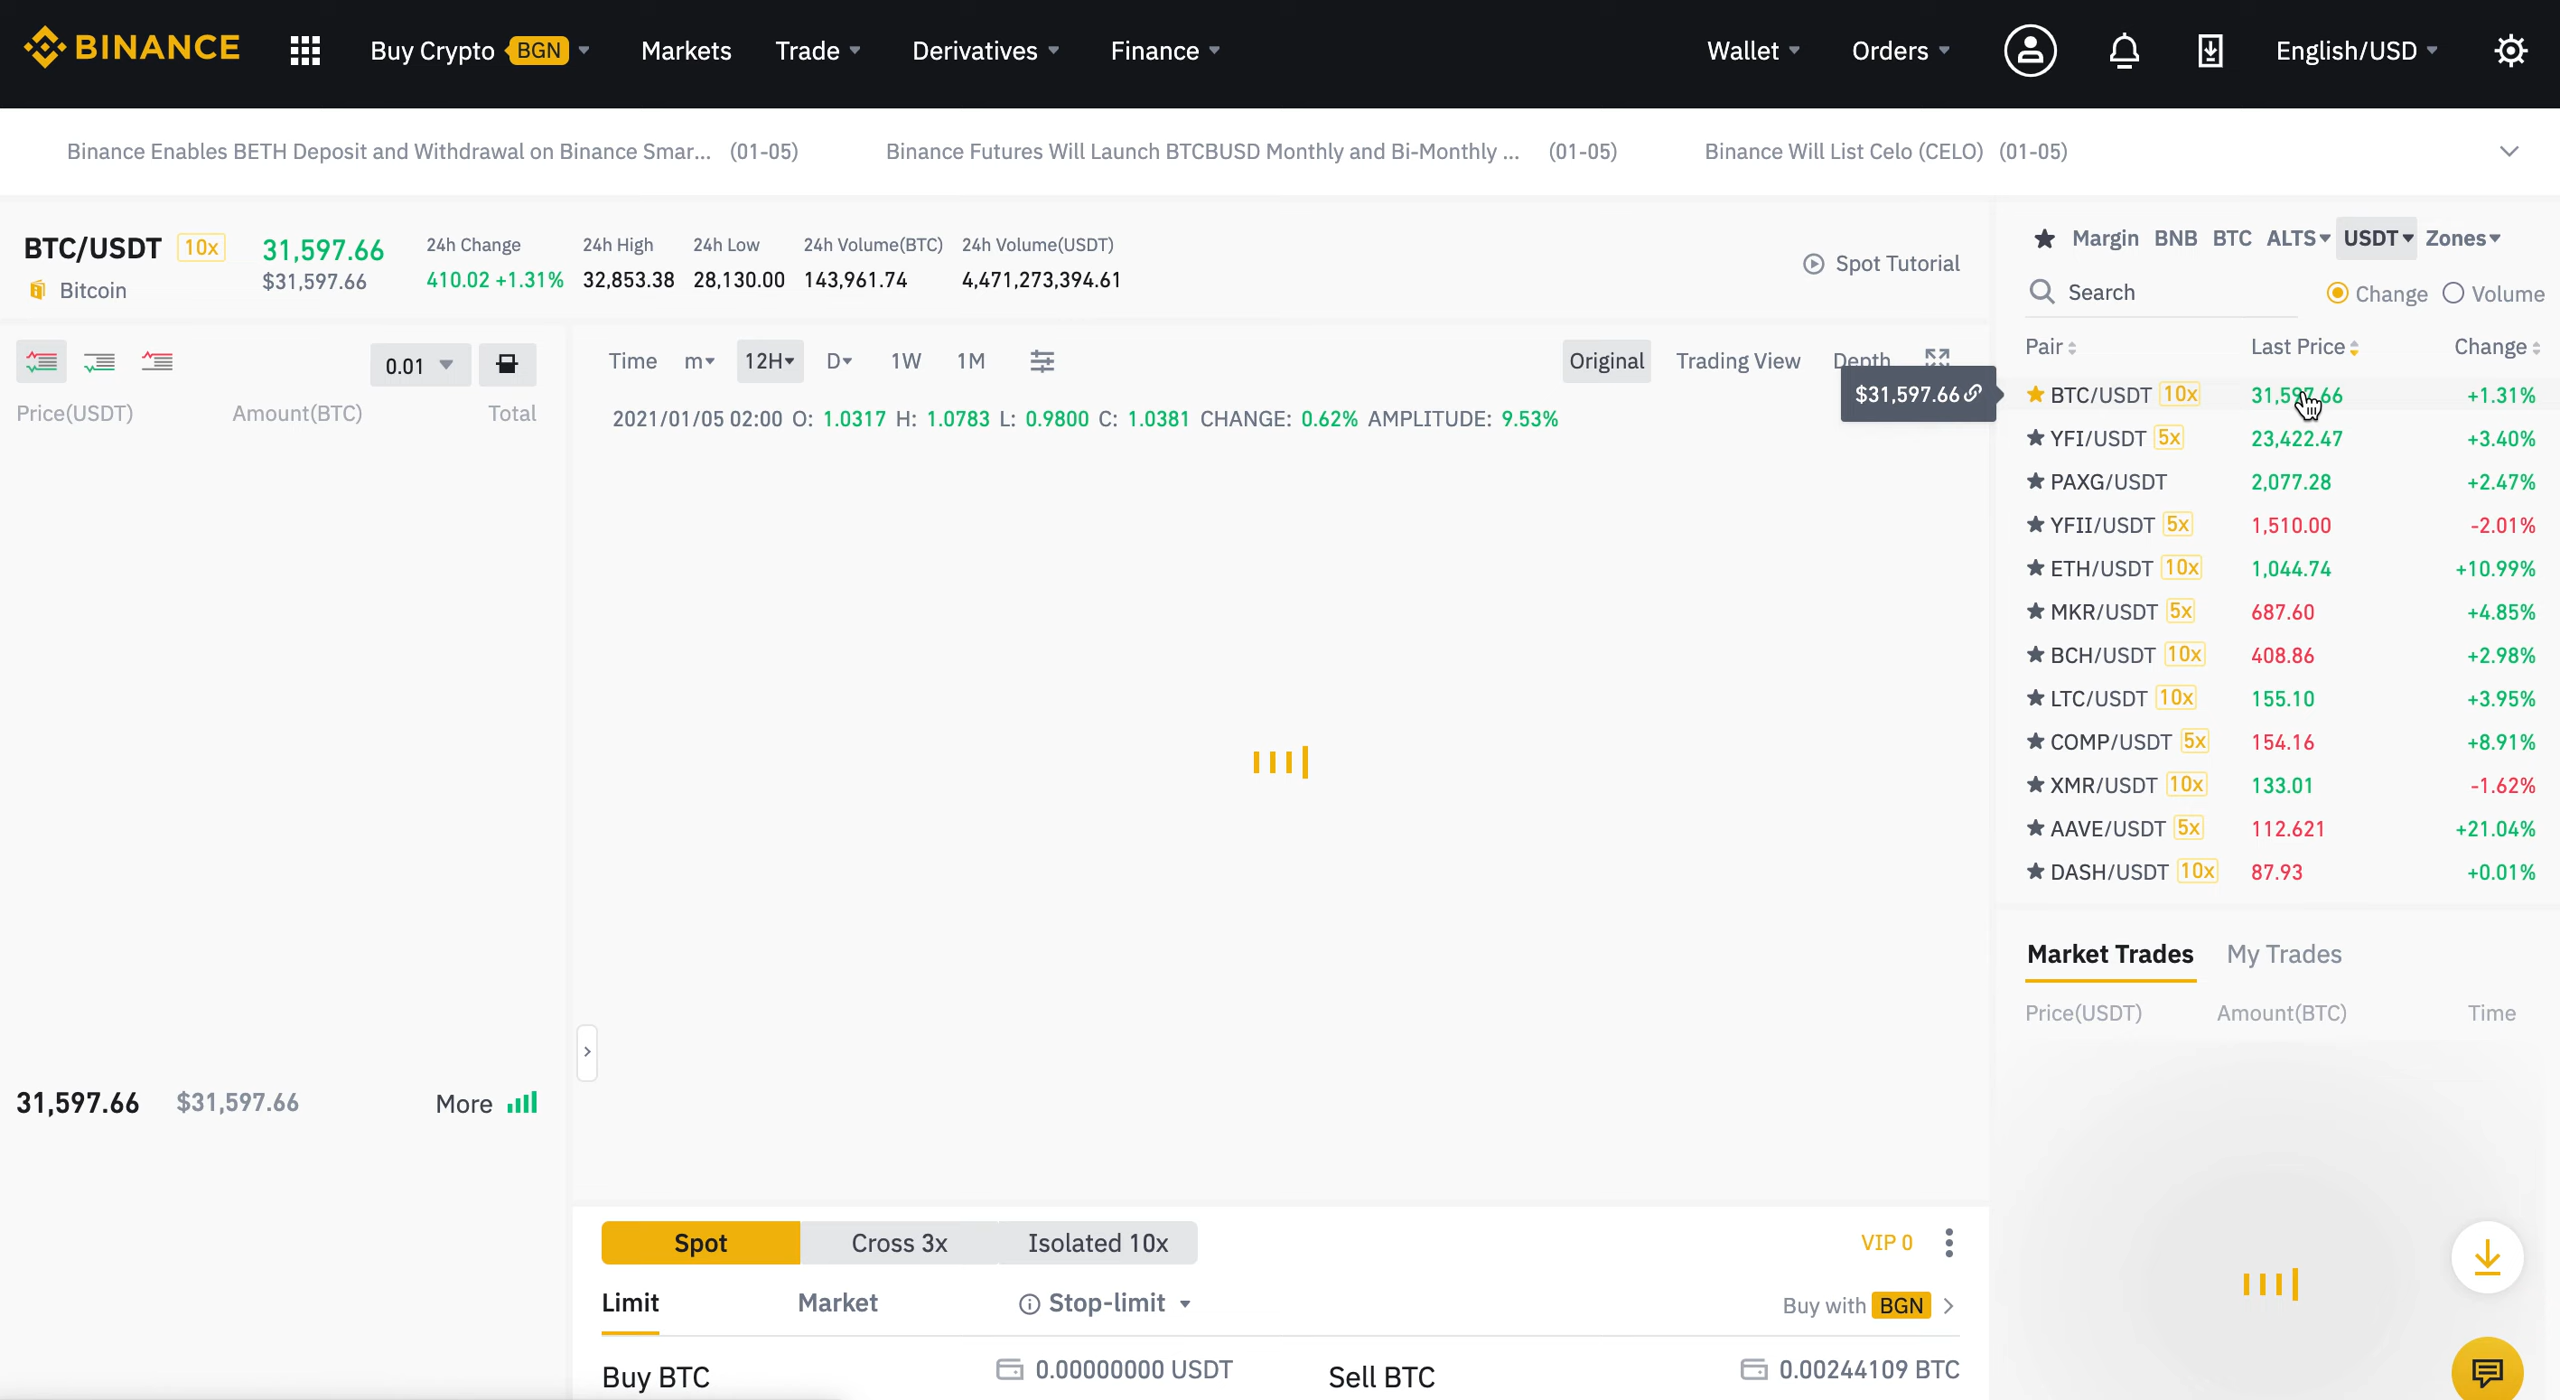 BINANCE
Buy Crypto BGN
Markets
Trade
Derivatives
Finance
Wallet
Orders
English/USD
Binance Enables BETH Deposit and Withdrawal on Binance Smar... (01-05)
Binance Futures Will Launch BTCBUSD Monthly and Bi-Monthly ... (01-05)
Binance Will List Celo (CELO) (01-05)
BTC/USDT 10x
Bitcoin
31,597.66
$31,597.66
24h Change
410.02 +1.31%
24h High
32,853.38
24h Low
28,130.00
24h Volume(BTC)
143,961.74
24h Volume(USDT)
4,471,273,394.61
Spot Tutorial
0.01
Price(USDT) Amount(BTC) Total
31,597.66 $31,597.66 More
Time m 12H D 1W 1M
Original Trading View Depth
2021/01/05 02:00 O: 1.0317 H: 1.0783 L: 0.9800 C: 1.0381 CHANGE: 0.62% AMPLITUDE: 9.53%
$31,597.66
Spot Cross 3x Isolated 10x
VIP 0
Limit Market Stop-limit
Buy with BGN
Buy BTC 0.00000000 USDT
Sell BTC 0.00244109 BTC
Margin BNB BTC ALTS USDT Zones
Search Change Volume
Pair Last Price Change
BTC/USDT 10x 31,597.66 +1.31%
YFI/USDT 5x 23,422.47 +3.40%
PAXG/USDT 2,077.28 +2.47%
YFII/USDT 5x 1,510.00 -2.01%
ETH/USDT 10x 1,044.74 +10.99%
MKR/USDT 5x 687.60 +4.85%
BCH/USDT 10x 408.86 +2.98%
LTC/USDT 10x 155.10 +3.95%
COMP/USDT 5x 154.16 +8.91%
XMR/USDT 10x 133.01 -1.62%
AAVE/USDT 5x 112.621 +21.04%
DASH/USDT 10x 87.93 +0.01%
Market Trades My Trades
Price(USDT) Amount(BTC) Time